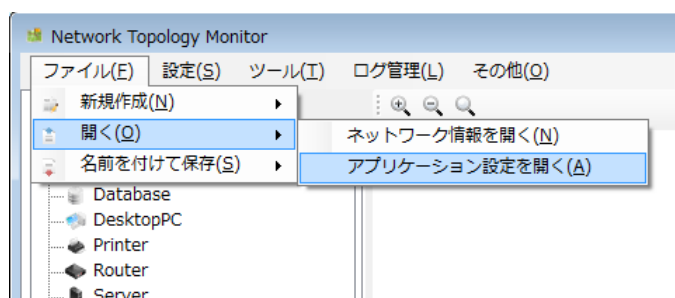 Network Topology Monitor
ファイル(F) 設定(S) ツール(T) ログ管理(L) その他(O)
新規作成(N)
開く(O)
ネットワーク情報を開く(N)
名前を付けて保存(S)
アプリケーション設定を開く(A)
Database
DesktopPC
Printer
Router
Server